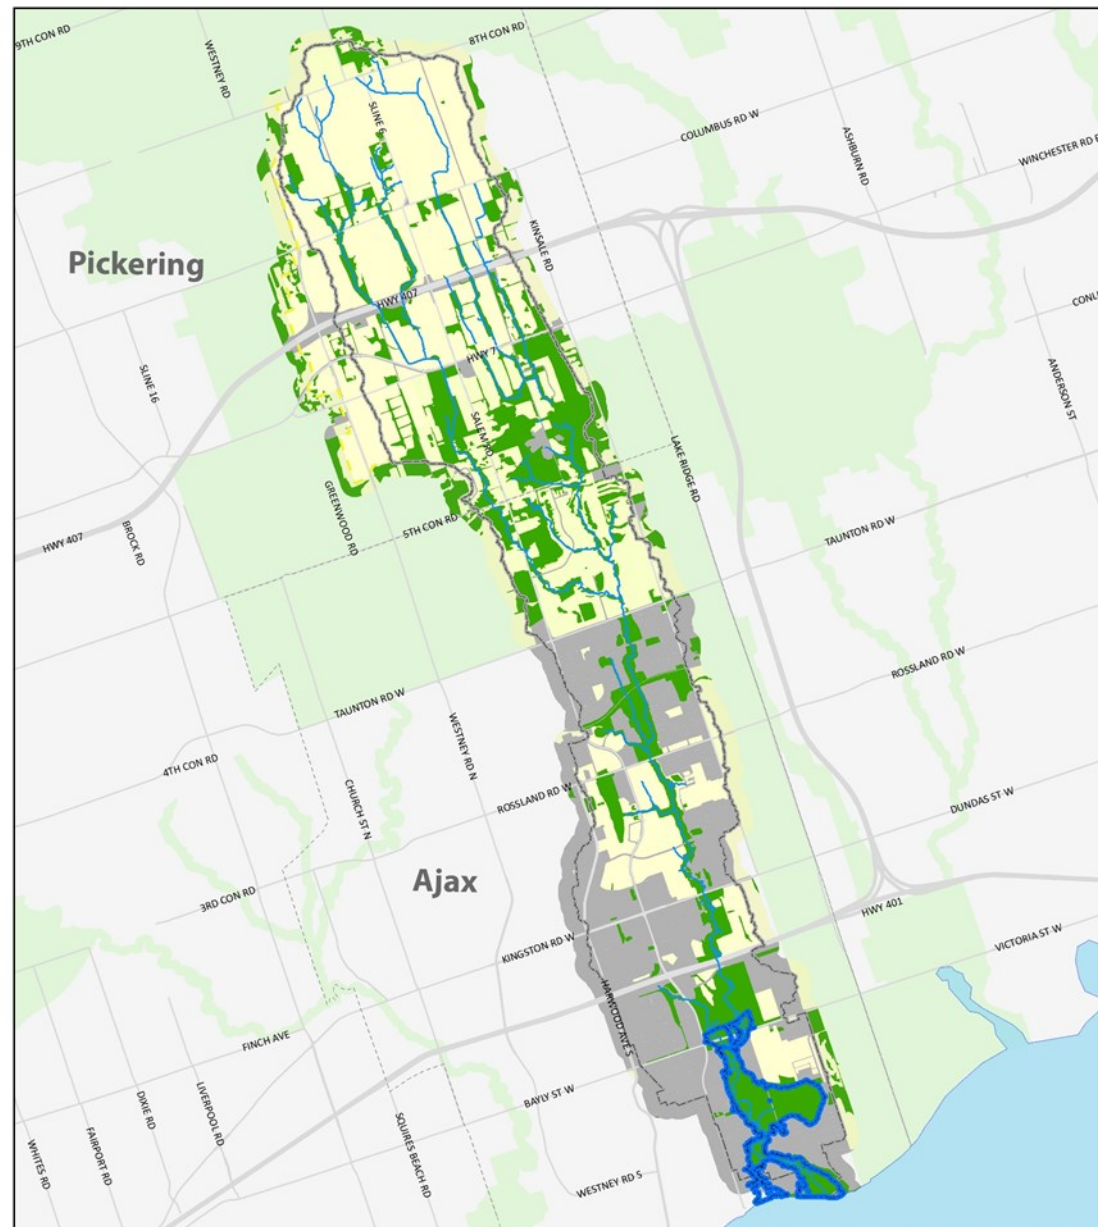 9TH CON RD
8TH CON RD
WESTNEY RD
SLINE 6
COLUMBUS RD W
ASHBURN RD
WINCHESTER RD E
KINSALE RD
Pickering
HWY 407
CONL
SLINE 16
HWY 7
ANDERSON ST
SALEM RD
LAKE RIDGE RD
GREENWOOD RD
5TH CON RD
BROCK RD
HWY 407
TAUNTON RD W
ROSSLAND RD W
TAUNTON RD W
WESTNEY RD N
4TH CON RD
CHURCH ST N
ROSSLAND RD W
DUNDAS ST W
Ajax
3RD CON RD
HWY 401
KINGSTON RD W
VICTORIA ST W
HARWOOD AVE S
FINCH AVE
BAYLY ST W
DIXIE RD
LIVERPOOL RD
SQUIRES BEACH RD
FAIRPORT RD
WHITES RD
WESTNEY RD S